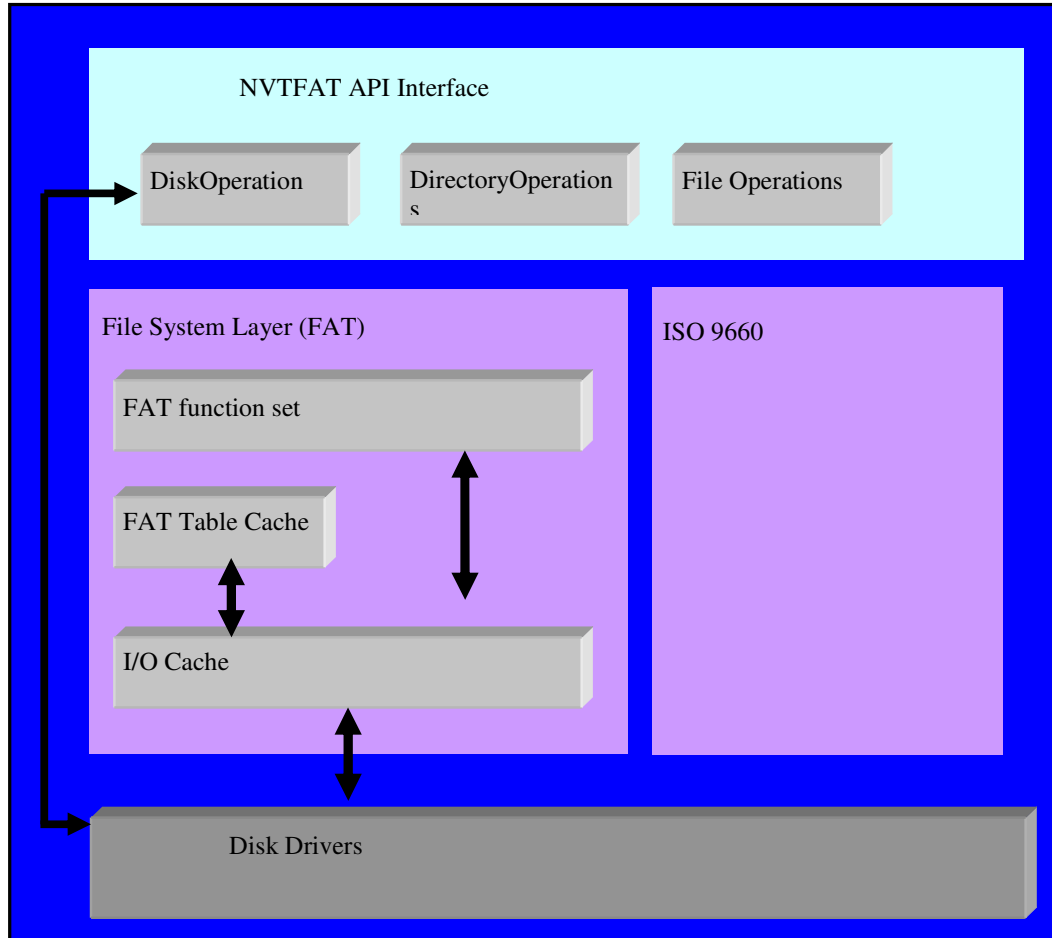 NVTFAT API Interface
DiskOperation
DirectoryOperation
s
File Operations
File System Layer (FAT)
ISO 9660
FAT function set
FAT Table Cache
I/O Cache
Disk Drivers